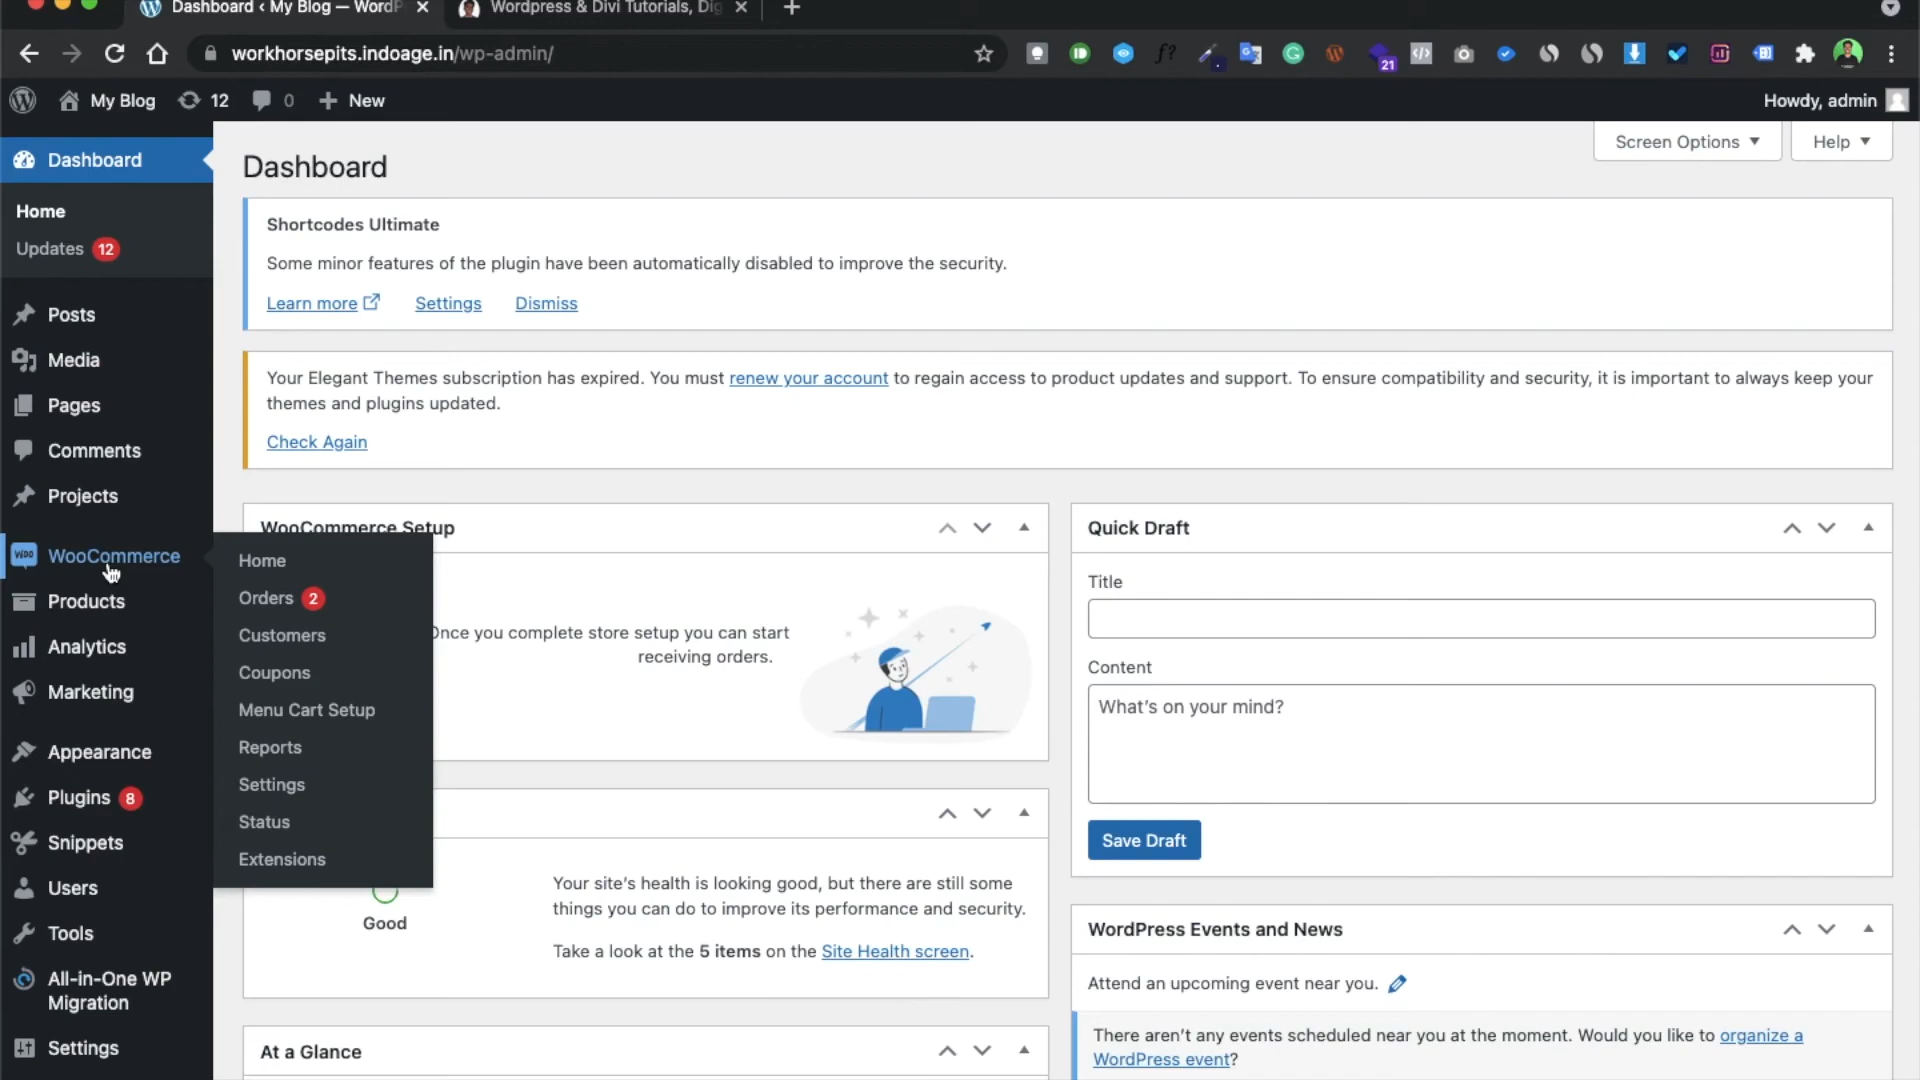 Dashboard ‹ My Blog — WordP
Wordpress & Divi Tutorials, Dig
workhorsepits.indoage.in/wp-admin/
21
My Blog
12
0
New
Howdy, admin
Screen Options
Help
Dashboard
Home
Updates 12
Posts
Media
Pages
Comments
Projects
WooCommerce
Products
Analytics
Marketing
Appearance
Plugins 8
Snippets
Users
Tools
All-in-One WP
Migration
Settings
Home
Orders 2
Customers
Coupons
Menu Cart Setup
Reports
Settings
Status
Extensions
Dashboard
Shortcodes Ultimate
Some minor features of the plugin have been automatically disabled to improve the security.
Learn more Settings Dismiss
Your Elegant Themes subscription has expired. You must renew your account to regain access to product updates and support. To ensure compatibility and security, it is important to always keep your
themes and plugins updated.
Check Again
WooCommerce Setup
Once you complete store setup you can start
receiving orders.
Good
Your site's health is looking good, but there are still some
things you can do to improve its performance and security.
Take a look at the 5 items on the Site Health screen.
At a Glance
Quick Draft
Title
Content
What's on your mind?
Save Draft
WordPress Events and News
Attend an upcoming event near you.
There aren't any events scheduled near you at the moment. Would you like to organize a
WordPress event?